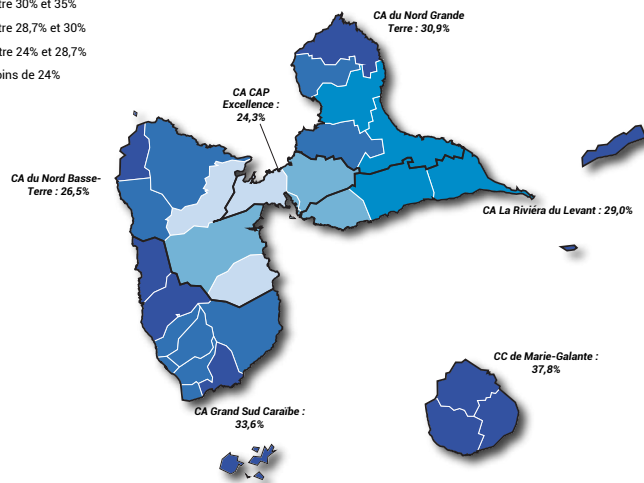 tre 30% et 35%
tre 28,7% et 30%
tre 24% et 28,7%
oins de 24%
CA du Nord Grande
Terre : 30,9%
CA CAP
Excellence :
24,3%
CA du Nord Basse-
Terre : 26,5%
CA La Riviéra du Levant : 29,0%
CC de Marie-Galante :
37,8%
CA Grand Sud Caraïbe :
33,6%